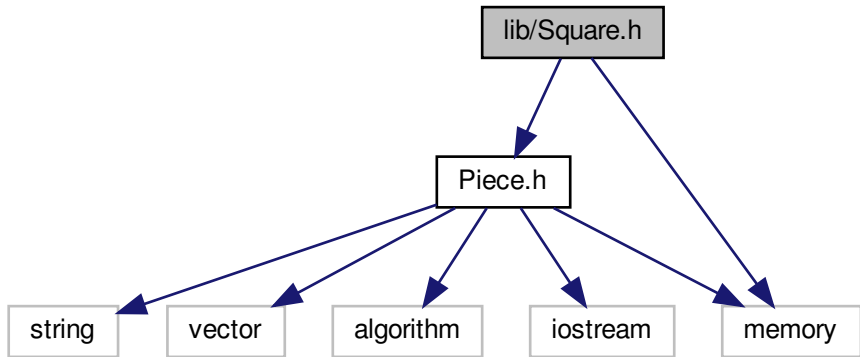 lib/Square.h
Piece.h
string
vector
algorithm
iostream
memory